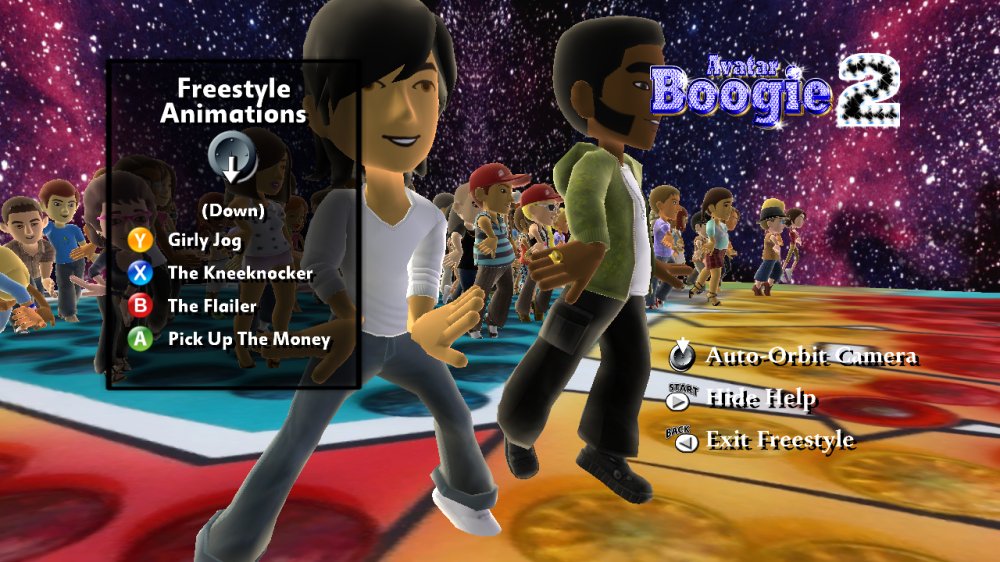 Freestyle
Animations
(Down)
Y Girly Jog
X The Kneeknocker
B The Flailer
A Pick Up The Money
Avatar
Boogie 2
Auto-Orbit Camera
START Hide Help
BACK Exit Freestyle